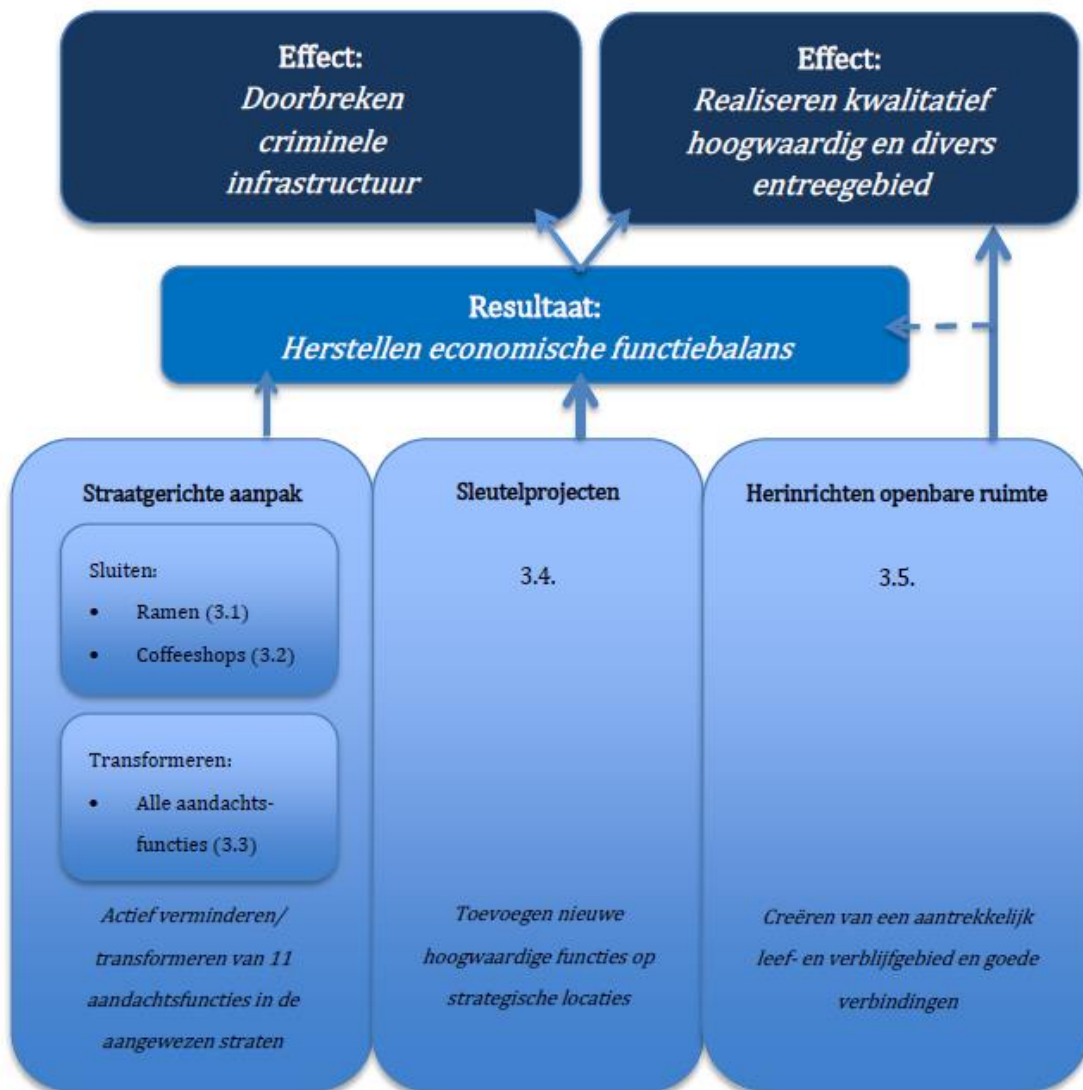 Effect:
Doorbreken
criminele
infrastructuur
Effect:
Realiseren kwalitatief
hoogwaardig en divers
entreegebied
Resultaat:
Herstellen economische functiebalans
Straatgerichte aanpak
Sluiten:
• Ramen (3.1)
• Coffeeshops (3.2)
Transformeren:
• Alle aandachts-
functies (3.3)
Actief verminderen/
transformeren van 11
aandachtsfuncties in de
aangewezen straten
Sleutelprojecten
3.4.
Toevoegen nieuwe
hoogwaardige functies op
strategische locaties
Herinrichten openbare ruimte
3.5.
Creëren van een aantrekkelijk
leef- en verblijfgebied en goede
verbindingen